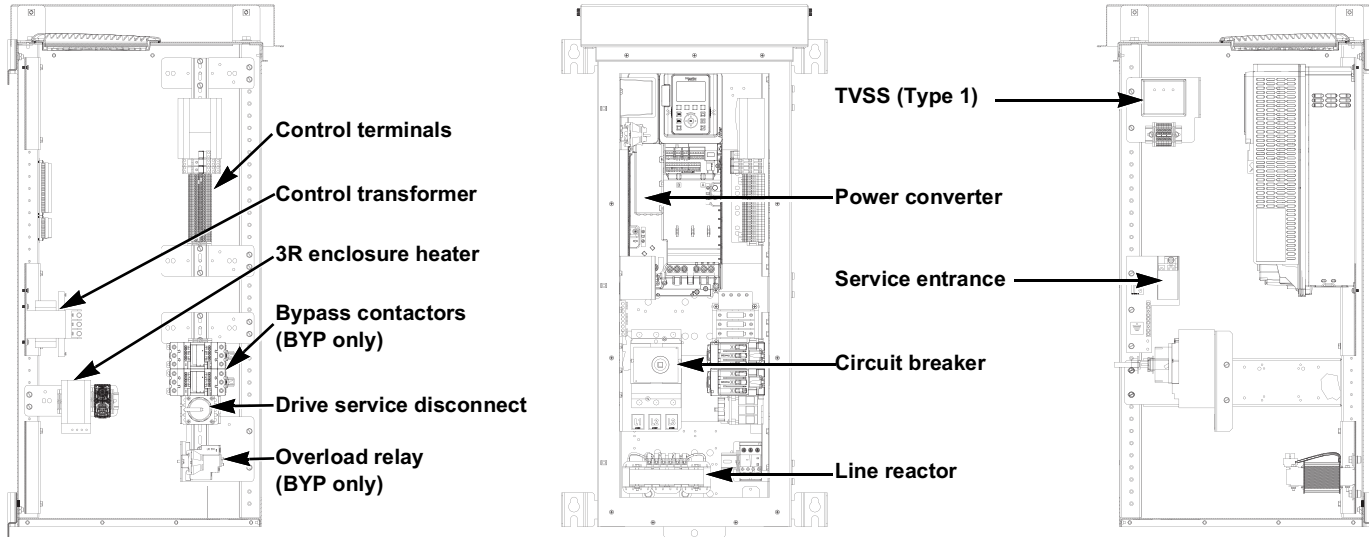 Control terminals
Control transformer
3R enclosure heater
Bypass contactors
(BYP only)
Drive service disconnect
Overload relay
(BYP only)
TVSS (Type 1)
Power converter
Service entrance
Circuit breaker
Line reactor